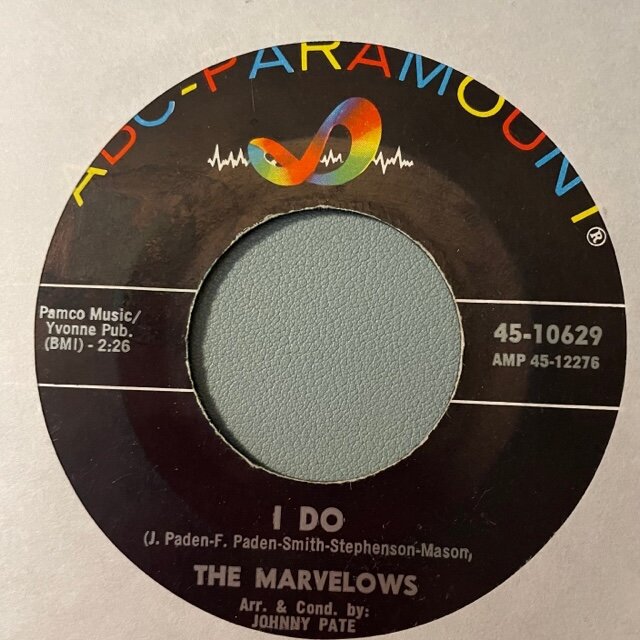 ABC-PARAMOUNT®
Pamco Music/
Yvonne Pub.
(BMI) - 2:26
45-10629
AMP 45-12276
I DO
(J. Paden-F. Paden-Smith-Stephenson-Mason,
THE MARVELOWS
Arr. & Cond. by:
JOHNNY PATE